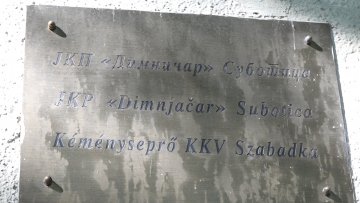 ЈКП «Димничар» Суботица
JKP «Dimnjačar» Subotica
Kéményseprő KKV Szabadka